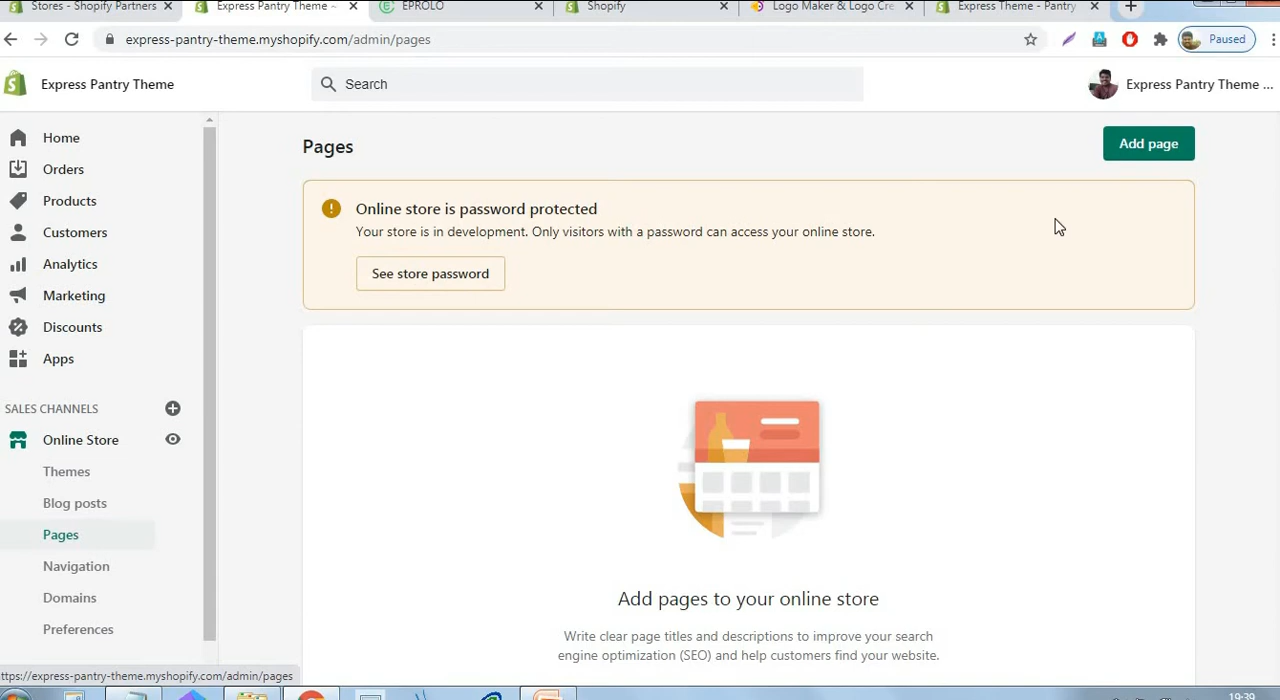 Stores - Shopify Partners
Express Pantry Theme ~
EPROLO
Shopify
Logo Maker & Logo Cre
Express Theme - Pantry
express-pantry-theme.myshopify.com/admin/pages
Paused
Express Pantry Theme
Search
Express Pantry Theme ...
Home
Orders
Products
Customers
Analytics
Marketing
Discounts
Apps
SALES CHANNELS
Online Store
Themes
Blog posts
Pages
Navigation
Domains
Preferences
Pages
Add page
Online store is password protected
Your store is in development. Only visitors with a password can access your online store.
See store password
Add pages to your online store
Write clear page titles and descriptions to improve your search
engine optimization (SEO) and help customers find your website.
ttps://express-pantry-theme.myshopify.com/admin/pages
19:39